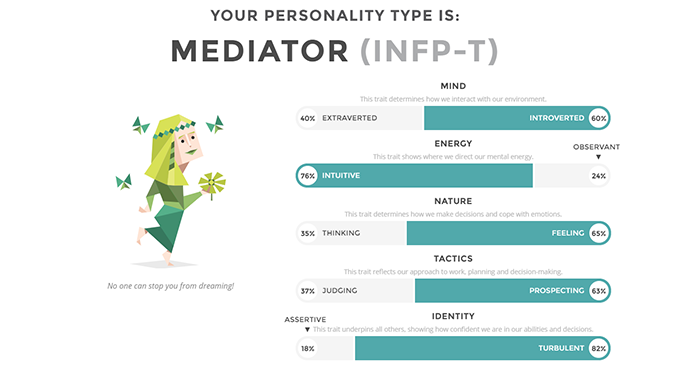 YOUR PERSONALITY TYPE IS:
MEDIATOR (INFP-T)
MIND
This trait determines how we interact with our environment.
40% EXTRAVERTED INTROVERTED 60%
ENERGY
This trait shows where we direct our mental energy.
OBSERVANT
▼
76% INTUITIVE 24%
NATURE
This trait determines how we make decisions and cope with emotions.
35% THINKING FEELING 65%
TACTICS
This trait reflects our approach to work, planning and decision-making.
37% JUDGING PROSPECTING 63%
IDENTITY
ASSERTIVE
▼ This trait underpins all others, showing how confident we are in our abilities and decisions.
18% TURBULENT 82%
No one can stop you from dreaming!